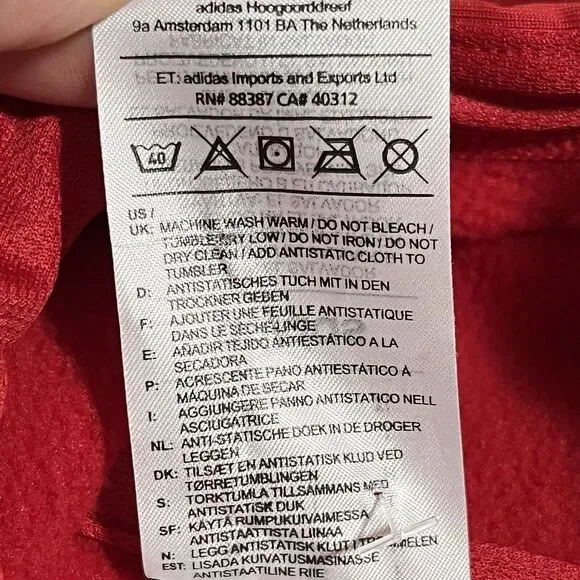 adidas Hoogoorddreef
9a Amsterdam 1101 BA The Netherlands
ET: adidas Imports and Exports Ltd
RN# 88387 CA# 40312
40
US /
UK: MACHINE WASH WARM / DO NOT BLEACH /
TUMBLE DRY LOW / DO NOT IRON / DO NOT
DRY CLEAN / ADD ANTISTATIC CLOTH TO
TUMBLER
D: ANTISTATISCHES TUCH MIT IN DEN
TROCKNER GEBEN
F: AJOUTER UNE FEUILLE ANTISTATIQUE
DANS LE SÈCHE-LINGE
E: AÑADIR TEJIDO ANTIESTÁTICO A LA
SECADORA
P: ACRESCENTE PANO ANTIESTÁTICO À
MÁQUINA DE SECAR
I: AGGIUNGERE PANNO ANTISTATICO NELL
ASCIUGATRICE
NL: ANTI-STATISCHE DOEK IN DE DROGER
LEGGEN
DK: TILSÆT EN ANTISTATISK KLUD VED
TØRRETUMBLINGEN
S: TORKTUMLA TILLSAMMANS MED
ANTISTATISK DUK
SF: KÄYTÄ RUMPUKUIVAIMESSA
ANTISTAATTISTA LIINAA
N: LEGG ANTISTATISK KLUT I TROMMELEN
EST: LISADA KUIVATUSMASINASSE
ANTISTAATILINE RIIE